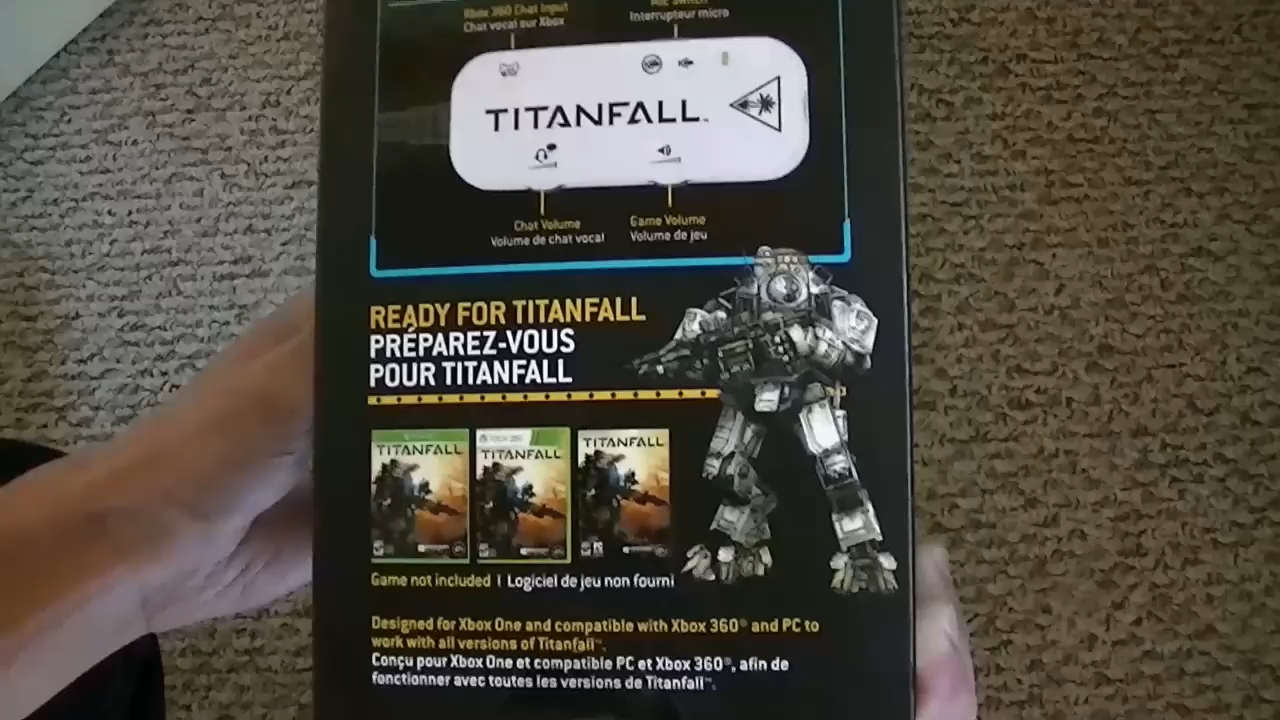 Xbox 360 Chat Input
Chat vocal sur Xbox
Mic Switch
Interrupteur micro
TITANFALL™
Chat Volume
Volume de chat vocal
Game Volume
Volume de jeu
READY FOR TITANFALL
PRÉPAREZ-VOUS
POUR TITANFALL
TITANFALL
XBOX 360
TITANFALL
TITANFALL
Game not included | Logiciel de jeu non fourni
Designed for Xbox One and compatible with Xbox 360® and PC to
work with all versions of Titanfall™.
Conçu pour Xbox One et compatible PC et Xbox 360®, afin de
fonctionner avec toutes les versions de Titanfall™.